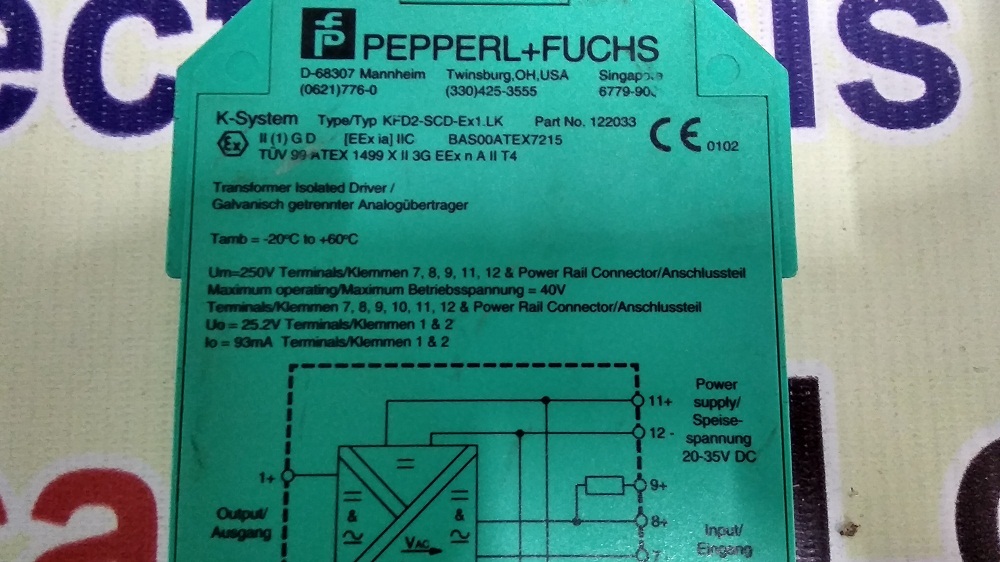 PEPPERL+FUCHS
D-68307 Mannheim Twinsburg,OH,USA Singapore
(0621)776-0 (330)425-3555
K-System Type/Typ KFD2-SCD-Ex1.LK Part No. 122033
Ex II (1) G D [EEx ia] IIC BAS00ATEX7215 CE 0102
TÜV 99 ATEX 1499 X II 3G EEx n A II T4
Transformer Isolated Driver /
Galvanisch getrennter Analogübertrager
Tamb = -20°C to +60°C
Um=250V Terminals/Klemmen 7, 8, 9, 11, 12 & Power Rail Connector/Anschlussteil
Maximum operating/Maximum Betriebsspannung = 40V
Terminals/Klemmen 7, 8, 9, 10, 11, 12 & Power Rail Connector/Anschlussteil
Uo = 25.2V Terminals/Klemmen 1 & 2
Io = 93mA Terminals/Klemmen 1 & 2
11+
12 -
Power
supply/
Speise-
spannung
20-35V DC
1+
9+
8+
7
Output/
Ausgang
&
&
VAC
Input/
Eingang